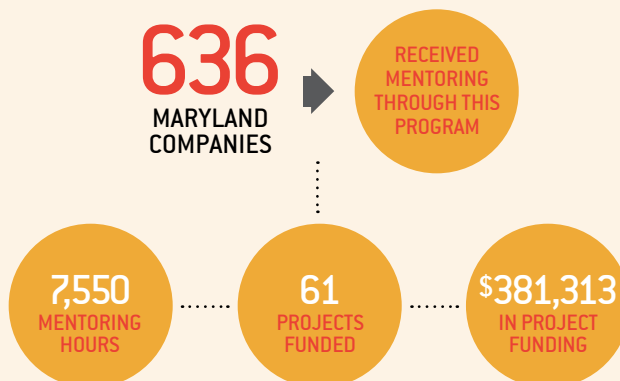 636
MARYLAND
COMPANIES
RECEIVED
MENTORING
THROUGH THIS
PROGRAM
7,550
MENTORING
HOURS
61
PROJECTS
FUNDED
$381,313
IN PROJECT
FUNDING